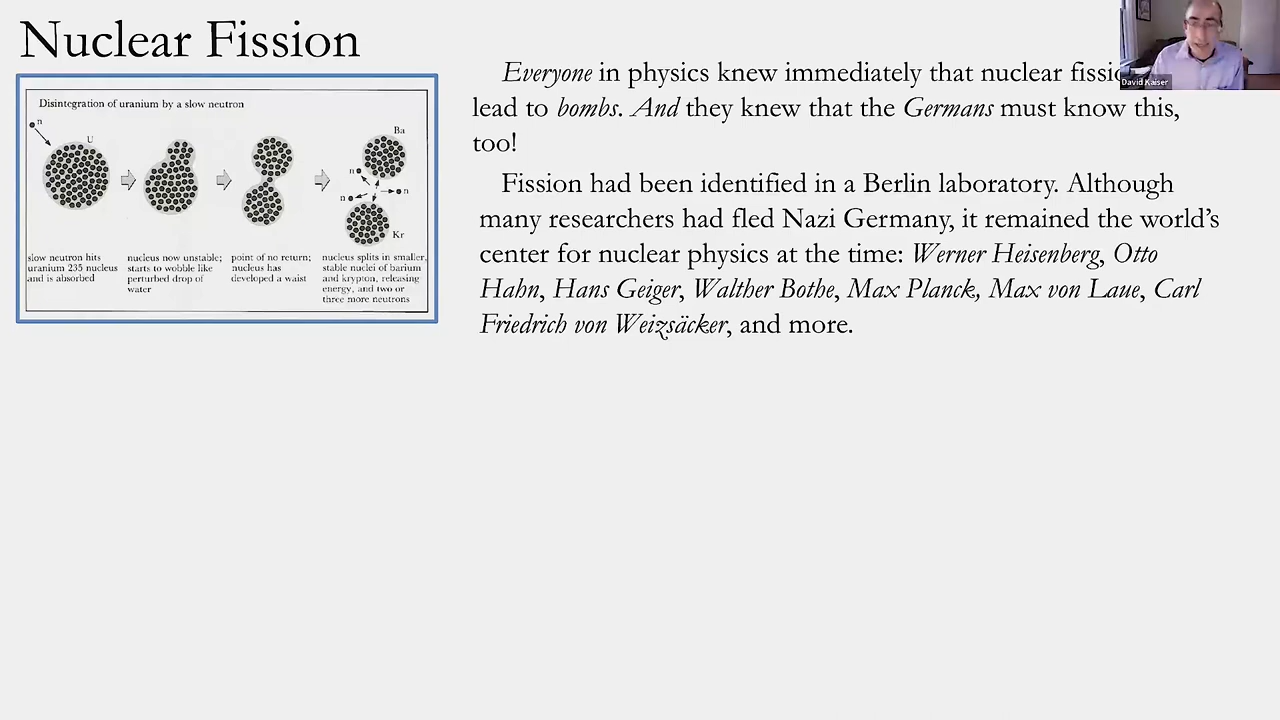 Nuclear Fission
Disintegration of uranium by a slow neutron
n
U
Ba
n
n
n
Kr
slow neutron hits
uranium 235 nucleus
and is absorbed
nucleus now unstable;
starts to wobble like
perturbed drop of
water
point of no return;
nucleus has
developed a waist
nucleus splits in smaller,
stable nuclei of barium
and krypton, releasing
energy, and two or
three more neutrons
Everyone in physics knew immediately that nuclear
lead to bombs. And they knew that the Germans must know this,
too!
Fission had been identified in a Berlin laboratory. Although
many researchers had fled Nazi Germany, it remained the world's
center for nuclear physics at the time: Werner Heisenberg, Otto
Hahn, Hans Geiger, Walther Bothe, Max Planck, Max von Laue, Carl
Friedrich von Weizsäcker, and more.
David Kaiser